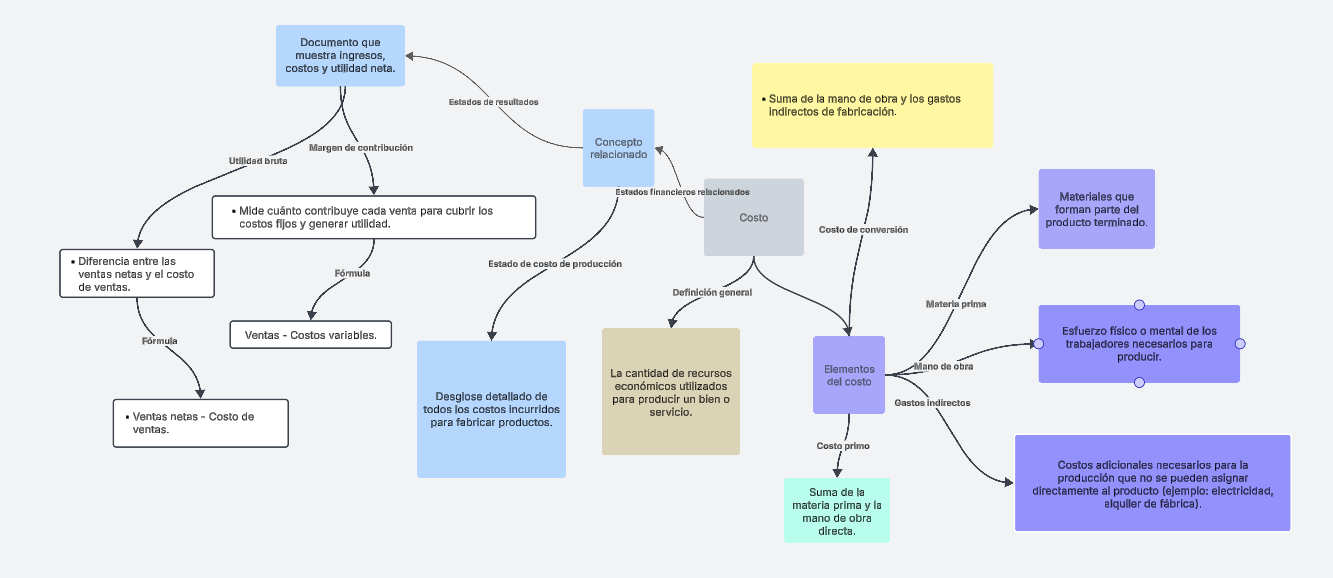 Documento que
muestra ingresos,
costos y utilidad neta.
Estados de resultados
Concepto
relacionado
• Suma de la mano de obra y los gastos
indirectos de fabricación.
Utilidad bruta
Margen de contribución
Estados financieros relacionados
Costo
• Mide cuánto contribuye cada venta para cubrir los
costos fijos y generar utilidad.
Materiales que
forman parte del
producto terminado.
Costo de conversión
• Diferencia entre las
ventas netas y el costo
de ventas.
Fórmula
Estado de costo de producción
Definición general
Materia prima
Ventas - Costos variables.
Fórmula
Esfuerzo físico o mental de los
trabajadores necesarios para
producir.
Elementos
del costo
Mano de obra
La cantidad de recursos
económicos utilizados
para producir un bien o
servicio.
Desglose detallado de
todos los costos incurridos
para fabricar productos.
Gastos indirectos
• Ventas netas - Costo de
ventas.
Costo primo
Costos adicionales necesarios para la
producción que no se pueden asignar
directamente al producto (ejemplo: electricidad,
alquiler de fábrica).
Suma de la
materia prima y la
mano de obra
directa.